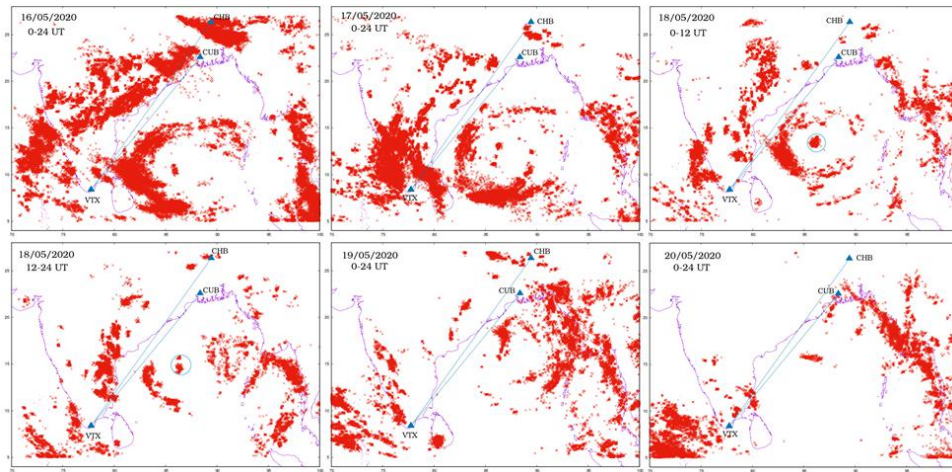 16/05/2020
0-24 UT
CHB
CUB
VTX
17/05/2020
0-24 UT
CHB
CUB
VTX
18/05/2020
0-12 UT
CHB
CUB
VTX
18/05/2020
12-24 UT
CHB
CUB
VTX
19/05/2020
0-24 UT
CHB
CUB
VTX
20/05/2020
0-24 UT
CHB
CUB
VTX